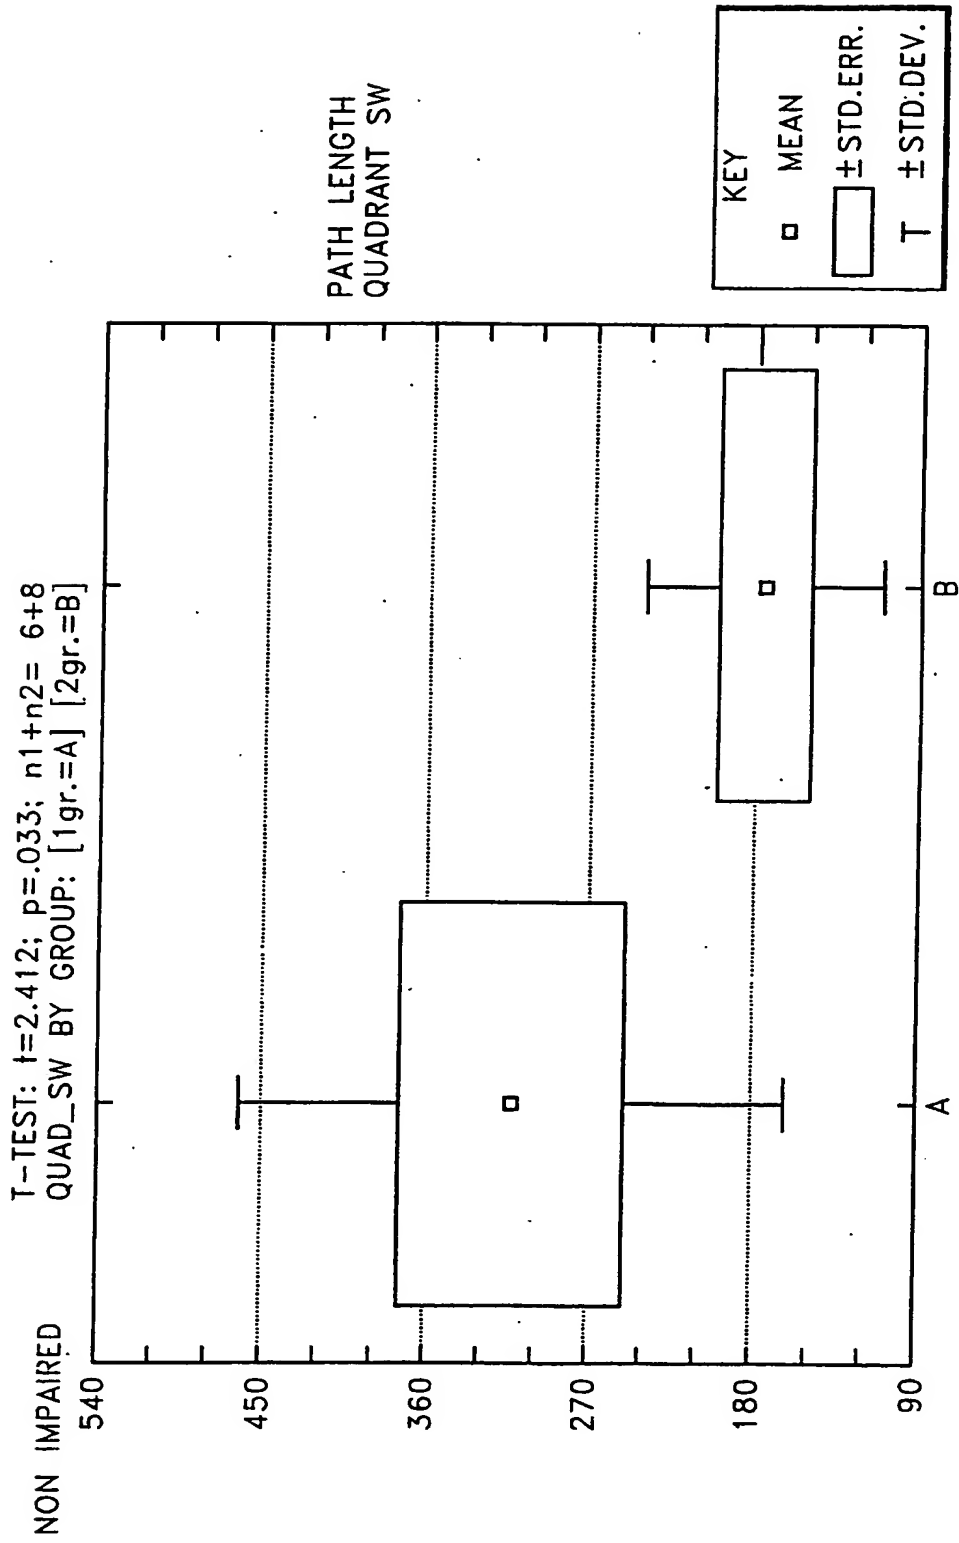 NON IMPAIRED
T-TEST: t=2.412; p=.033; n1+n2= 6+8
QUAD_SW BY GROUP: [1gr.=A] [2gr.=B]
540
450
360
270
180
90
A
B
PATH LENGTH
QUADRANT SW
KEY
MEAN
±STD.ERR.
±STD.DEV.